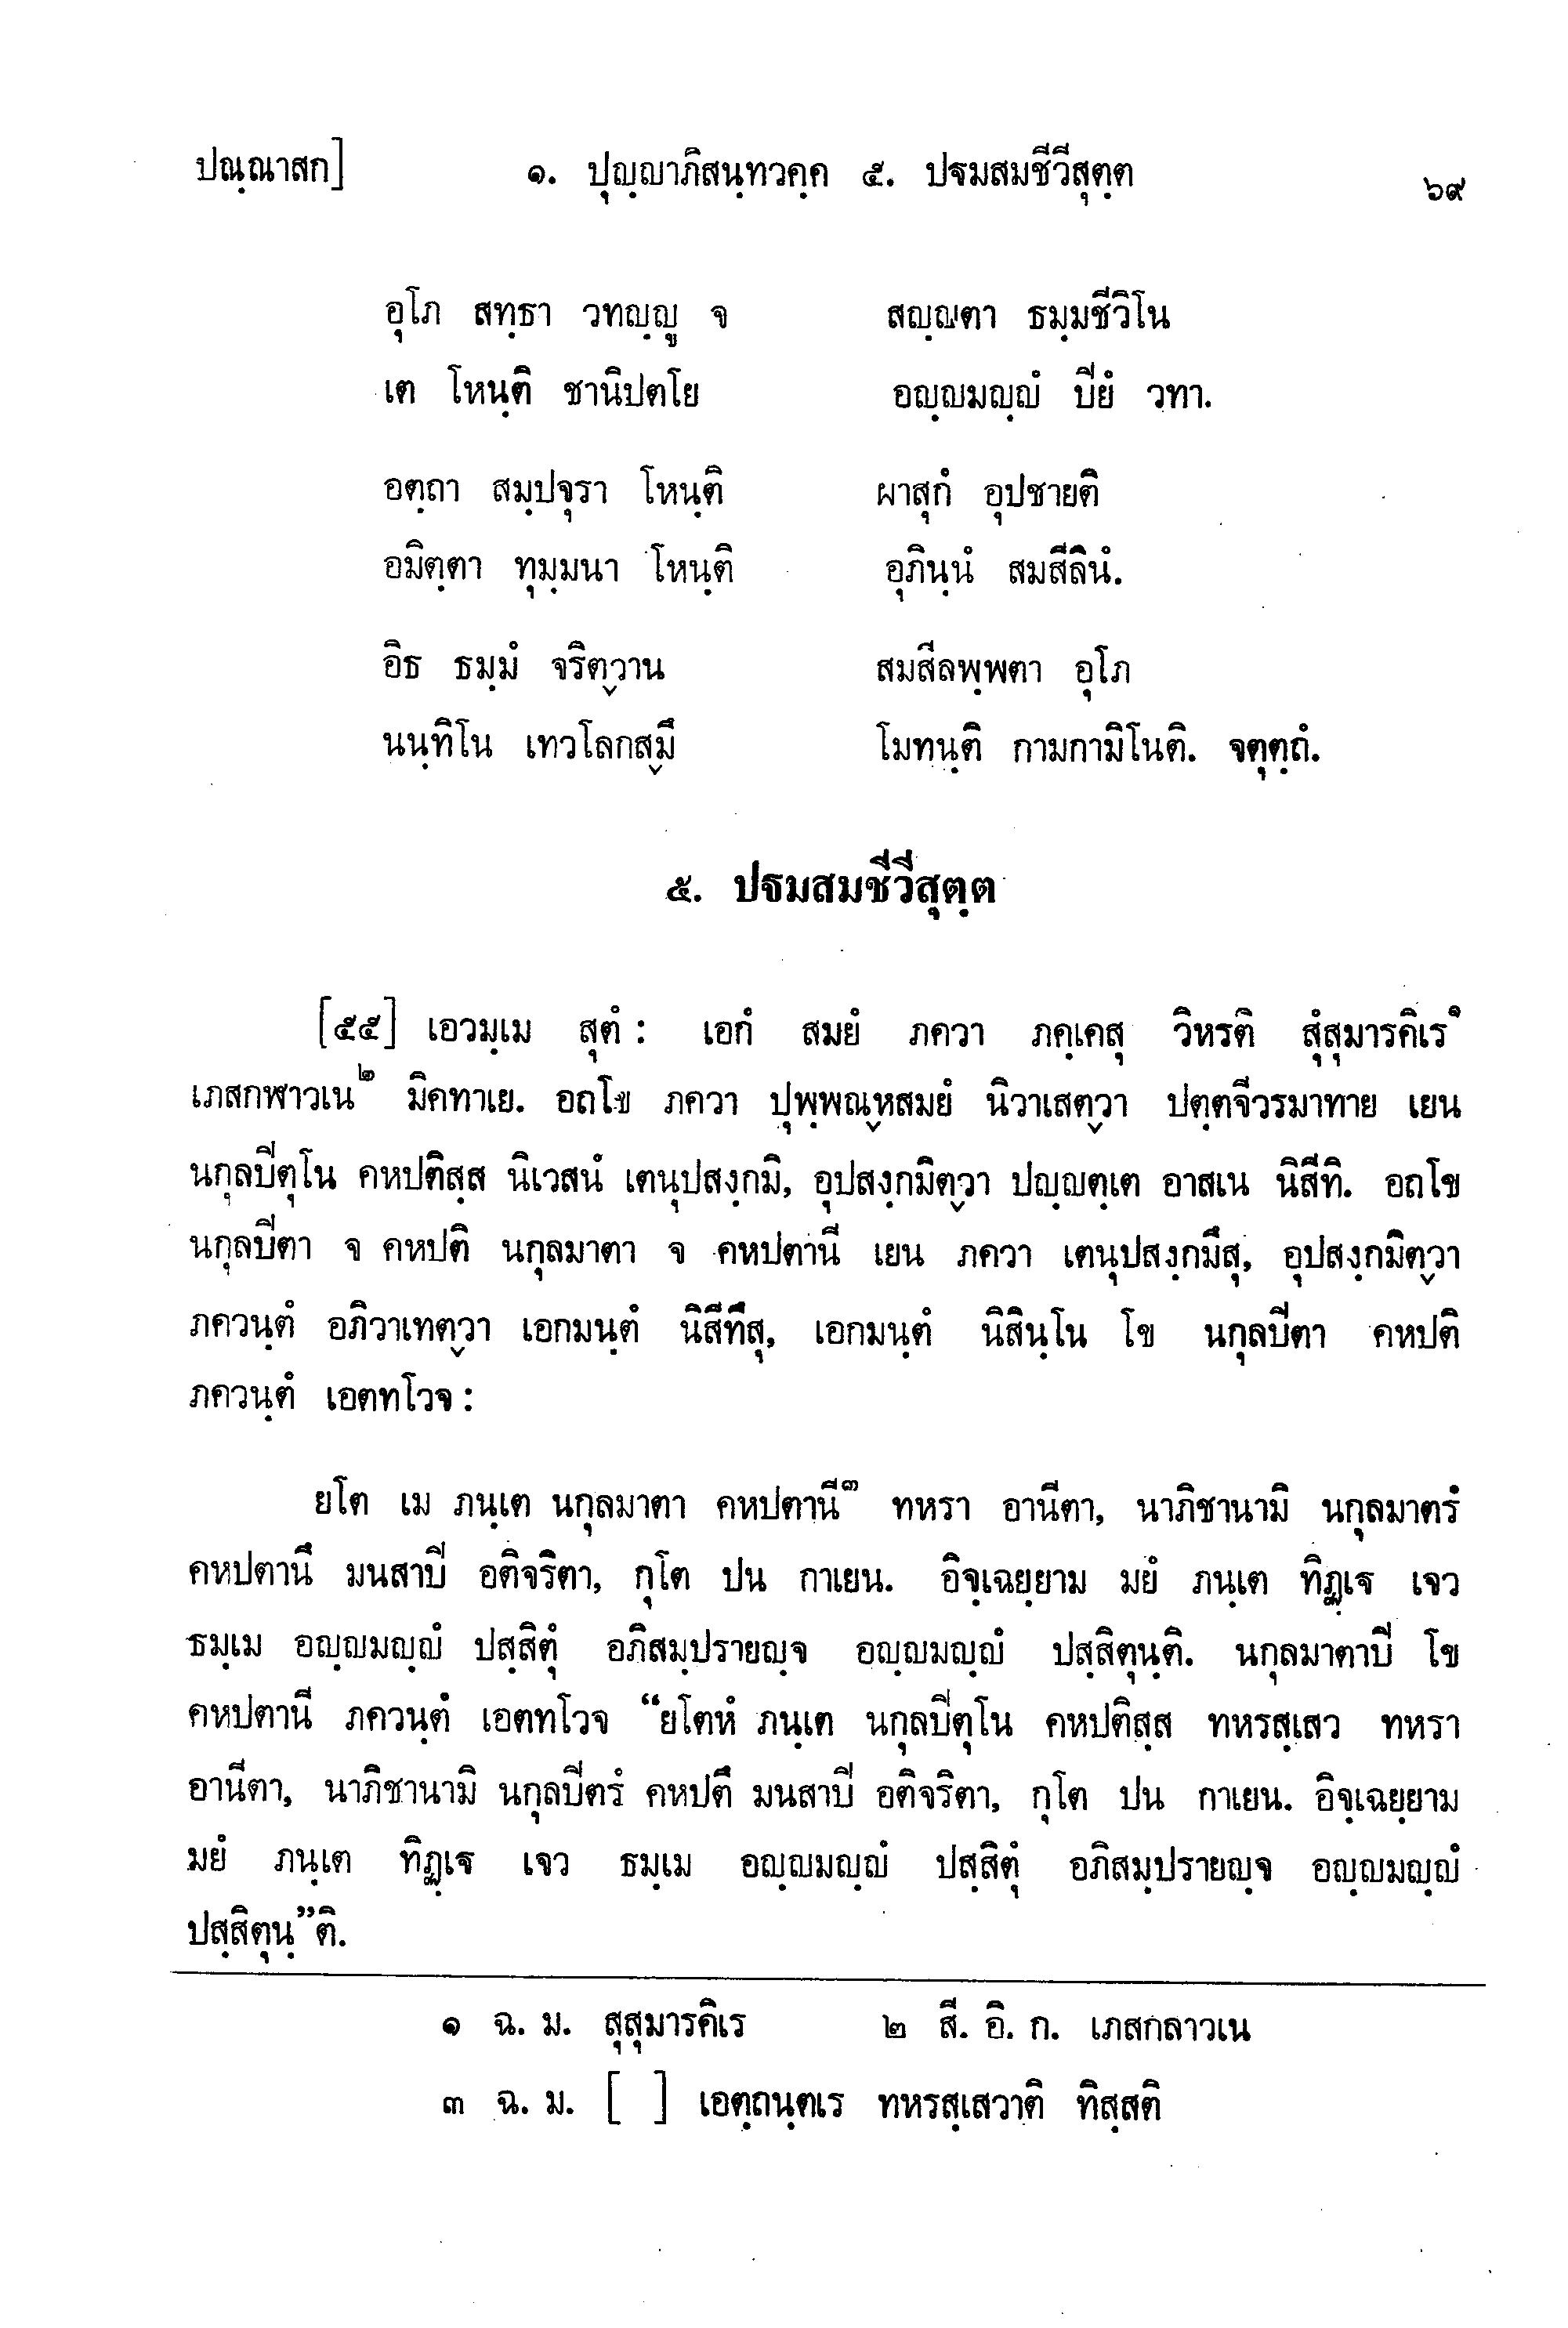 ปณฺณาสก] ๑. ปุญฺญาภิสนฺทวคฺค ๕. ปฐมสมชีวีสุตฺต ๖๙
อุโภ สทฺธา วทญฺญู จ สญฺญตา ธมฺมชีวิโน
เต โหนฺติ ชานิปตโย อญฺญมญฺญํ ปิยํ วทา.
อตฺถา สมฺปจุรา โหนฺติ ผาสุกํ อุปชายติ
อมิตฺตา ทุมฺมนา โหนฺติ อุภินฺนํ สมสีลินํ.
อิธ ธมฺมํ จริตฺวาน สมสีลพฺพตา อุโภ
นนฺทิโน เทวโลกสฺมึ โมทนฺติ กามกามิโนติ. จตุตฺถํ.
๕. ปฐมสมชีวีสุตฺต
[๕๕] เอวมฺเม สุตํ : เอกํ สมยํ ภควา ภคฺเคสุ วิหรติ สุํสุมารคิเร๑
เภสกฬาวเน๒ มิคทาเย. อถโข ภควา ปุพฺพณฺหสมยํ นิวาเสตฺวา ปตฺตจีวรมาทาย เยน
นกุลปิตุโน คหปติสฺส นิเวสนํ เตนุปสงฺกมิ, อุปสงฺกมิตฺวา ปญฺญตฺเต อาสเน นิสีทิ. อถโข
นกุลปิตา จ คหปติ นกุลมาตา จ คหปตานี เยน ภควา เตนุปสงฺกมึสุ, อุปสงฺกมิตฺวา
ภควนฺตํ อภิวาเทตฺวา เอกมนฺตํ นิสีทึสุ, เอกมนฺตํ นิสินฺโน โข นกุลปิตา คหปติ
ภควนฺตํ เอตทโวจ :
ยโต เม ภนฺเต นกุลมาตา คหปตานี๓ ทหรา อานีตา, นาภิชานามิ นกุลมาตรํ
คหปตานึ มนสาปิ อติจริตา, กุโต ปน กาเยน. อิจฺเฉยฺยาม มยํ ภนฺเต ทิฏฺเฐ เจว
ธมฺเม อญฺญมญฺญํ ปสฺสิตุํ อภิสมฺปรายญฺจ อญฺญมญฺญํ ปสฺสิตุนฺติ. นกุลมาตาปิ โข
คหปตานี ภควนฺตํ เอตทโวจ “ยโตหํ ภนฺเต นกุลปิตุโน คหปติสฺส ทหรสฺเสว ทหรา
อานีตา, นาภิชานามิ นกุลปิตรํ คหปตึ มนสาปิ อติจริตา, กุโต ปน กาเยน. อิจฺเฉยฺยาม
มยํ ภนฺเต ทิฏฺเฐ เจว ธมฺเม อญฺญมญฺญํ ปสฺสิตุํ อภิสมฺปรายญฺจ อญฺญมญฺญํ
ปสฺสิตุนฺ”ติ.
๑ ฉ. ม. สุสุมารคิเร ๒ สี. อิ. ก. เภสกลาวเน
๓ ฉ. ม. [ ] เอตฺถนฺตเร ทหรสฺเสวาติ ทิสฺสติ